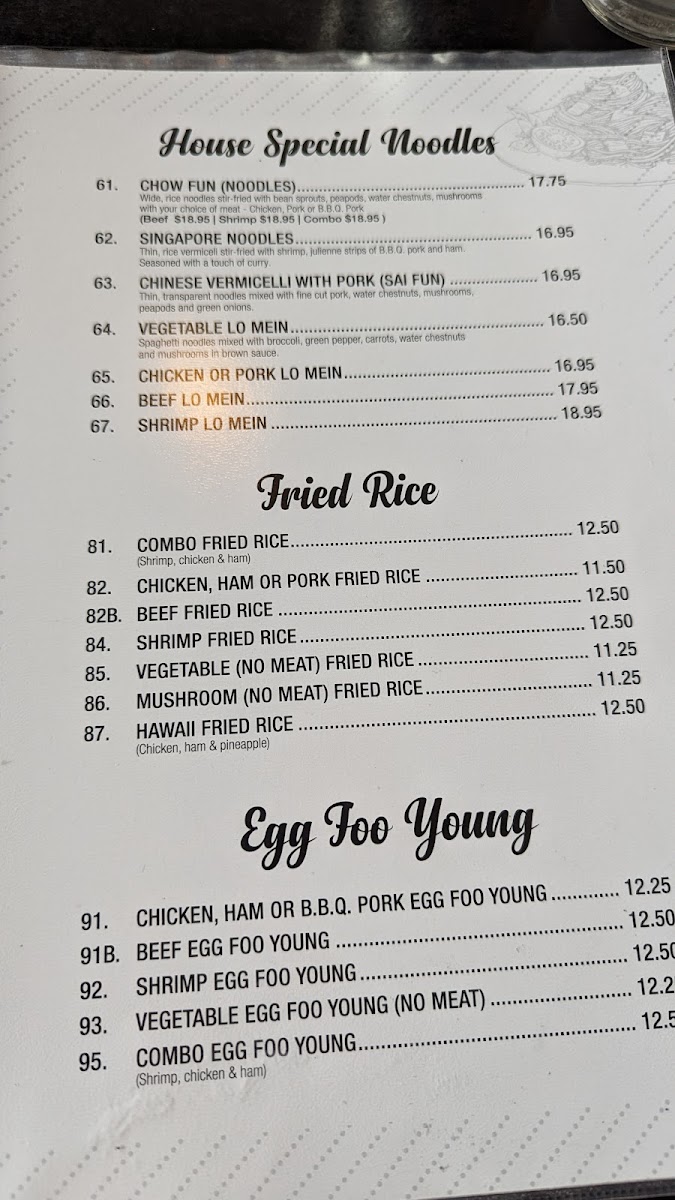 House Special Noodles
61. CHOW FUN (NOODLES) 17.75
Wide, rice noodles stir-fried with bean sprouts, peapods, water chestnuts, mushrooms
with your choice of meat - Chicken, Pork or B.B.Q. Pork
(Beef $18.95 | Shrimp $18.95 | Combo $18.95 )
62. SINGAPORE NOODLES 16.95
Thin, rice vermiceli stir-fried with shrimp, julienne strips of B.B.Q. pork and ham.
Seasoned with a touch of curry.
63. CHINESE VERMICELLI WITH PORK (SAI FUN) 16.95
Thin, transparent noodles mixed with fine cut pork, water chestnuts, mushrooms,
peapods and green onions.
64. VEGETABLE LO MEIN 16.50
Spaghetti noodles mixed with broccoli, green pepper, carrots, water chestnuts
and mushrooms in brown sauce.
65. CHICKEN OR PORK LO MEIN 16.95
66. BEEF LO MEIN 17.95
67. SHRIMP LO MEIN 18.95
Fried Rice
81. COMBO FRIED RICE 12.50
(Shrimp, chicken & ham)
82. CHICKEN, HAM OR PORK FRIED RICE 11.50
82B. BEEF FRIED RICE 12.50
84. SHRIMP FRIED RICE 12.50
85. VEGETABLE (NO MEAT) FRIED RICE 11.25
86. MUSHROOM (NO MEAT) FRIED RICE 11.25
87. HAWAII FRIED RICE 12.50
(Chicken, ham & pineapple)
Egg Foo Young
91. CHICKEN, HAM OR B.B.Q. PORK EGG FOO YOUNG 12.25
91B. BEEF EGG FOO YOUNG 12.50
92. SHRIMP EGG FOO YOUNG 12.50
93. VEGETABLE EGG FOO YOUNG (NO MEAT) 12.2
95. COMBO EGG FOO YOUNG 12.5
(Shrimp, chicken & ham)